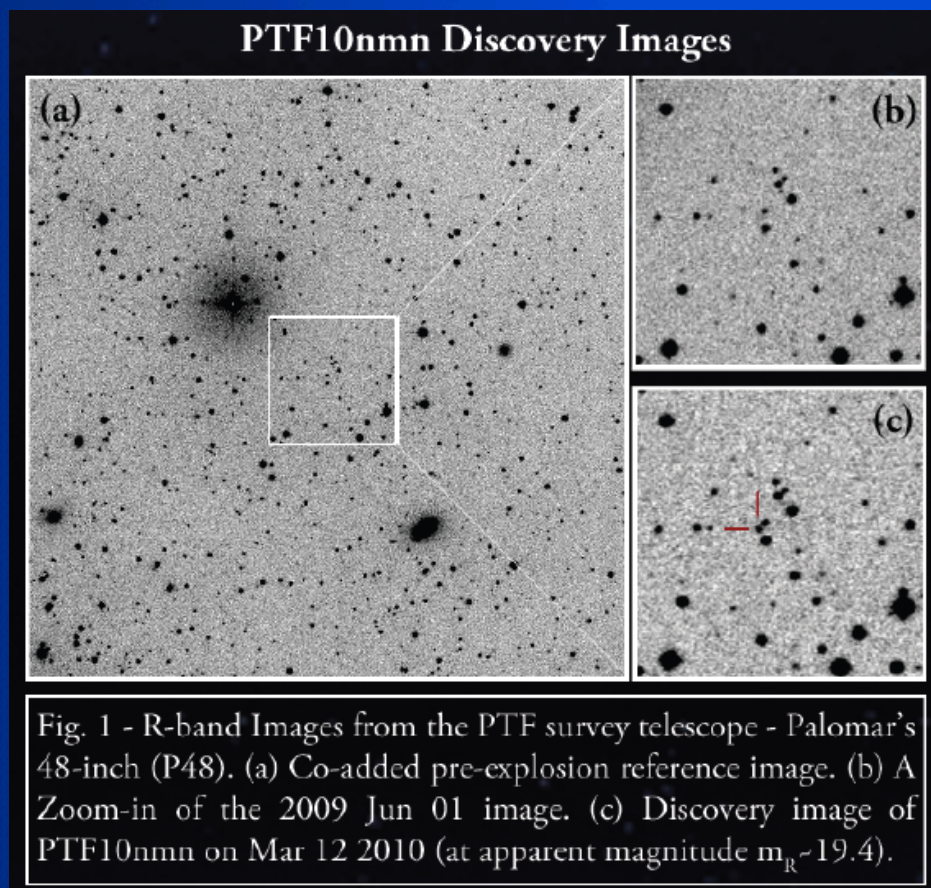 PTF10nmn Discovery Images
(a)
(b)
(c)
Fig. 1 - R-band Images from the PTF survey telescope - Palomar's
48-inch (P48). (a) Co-added pre-explosion reference image. (b) A
Zoom-in of the 2009 Jun 01 image. (c) Discovery image of
PTF10nmn on Mar 12 2010 (at apparent magnitude m_R~19.4).